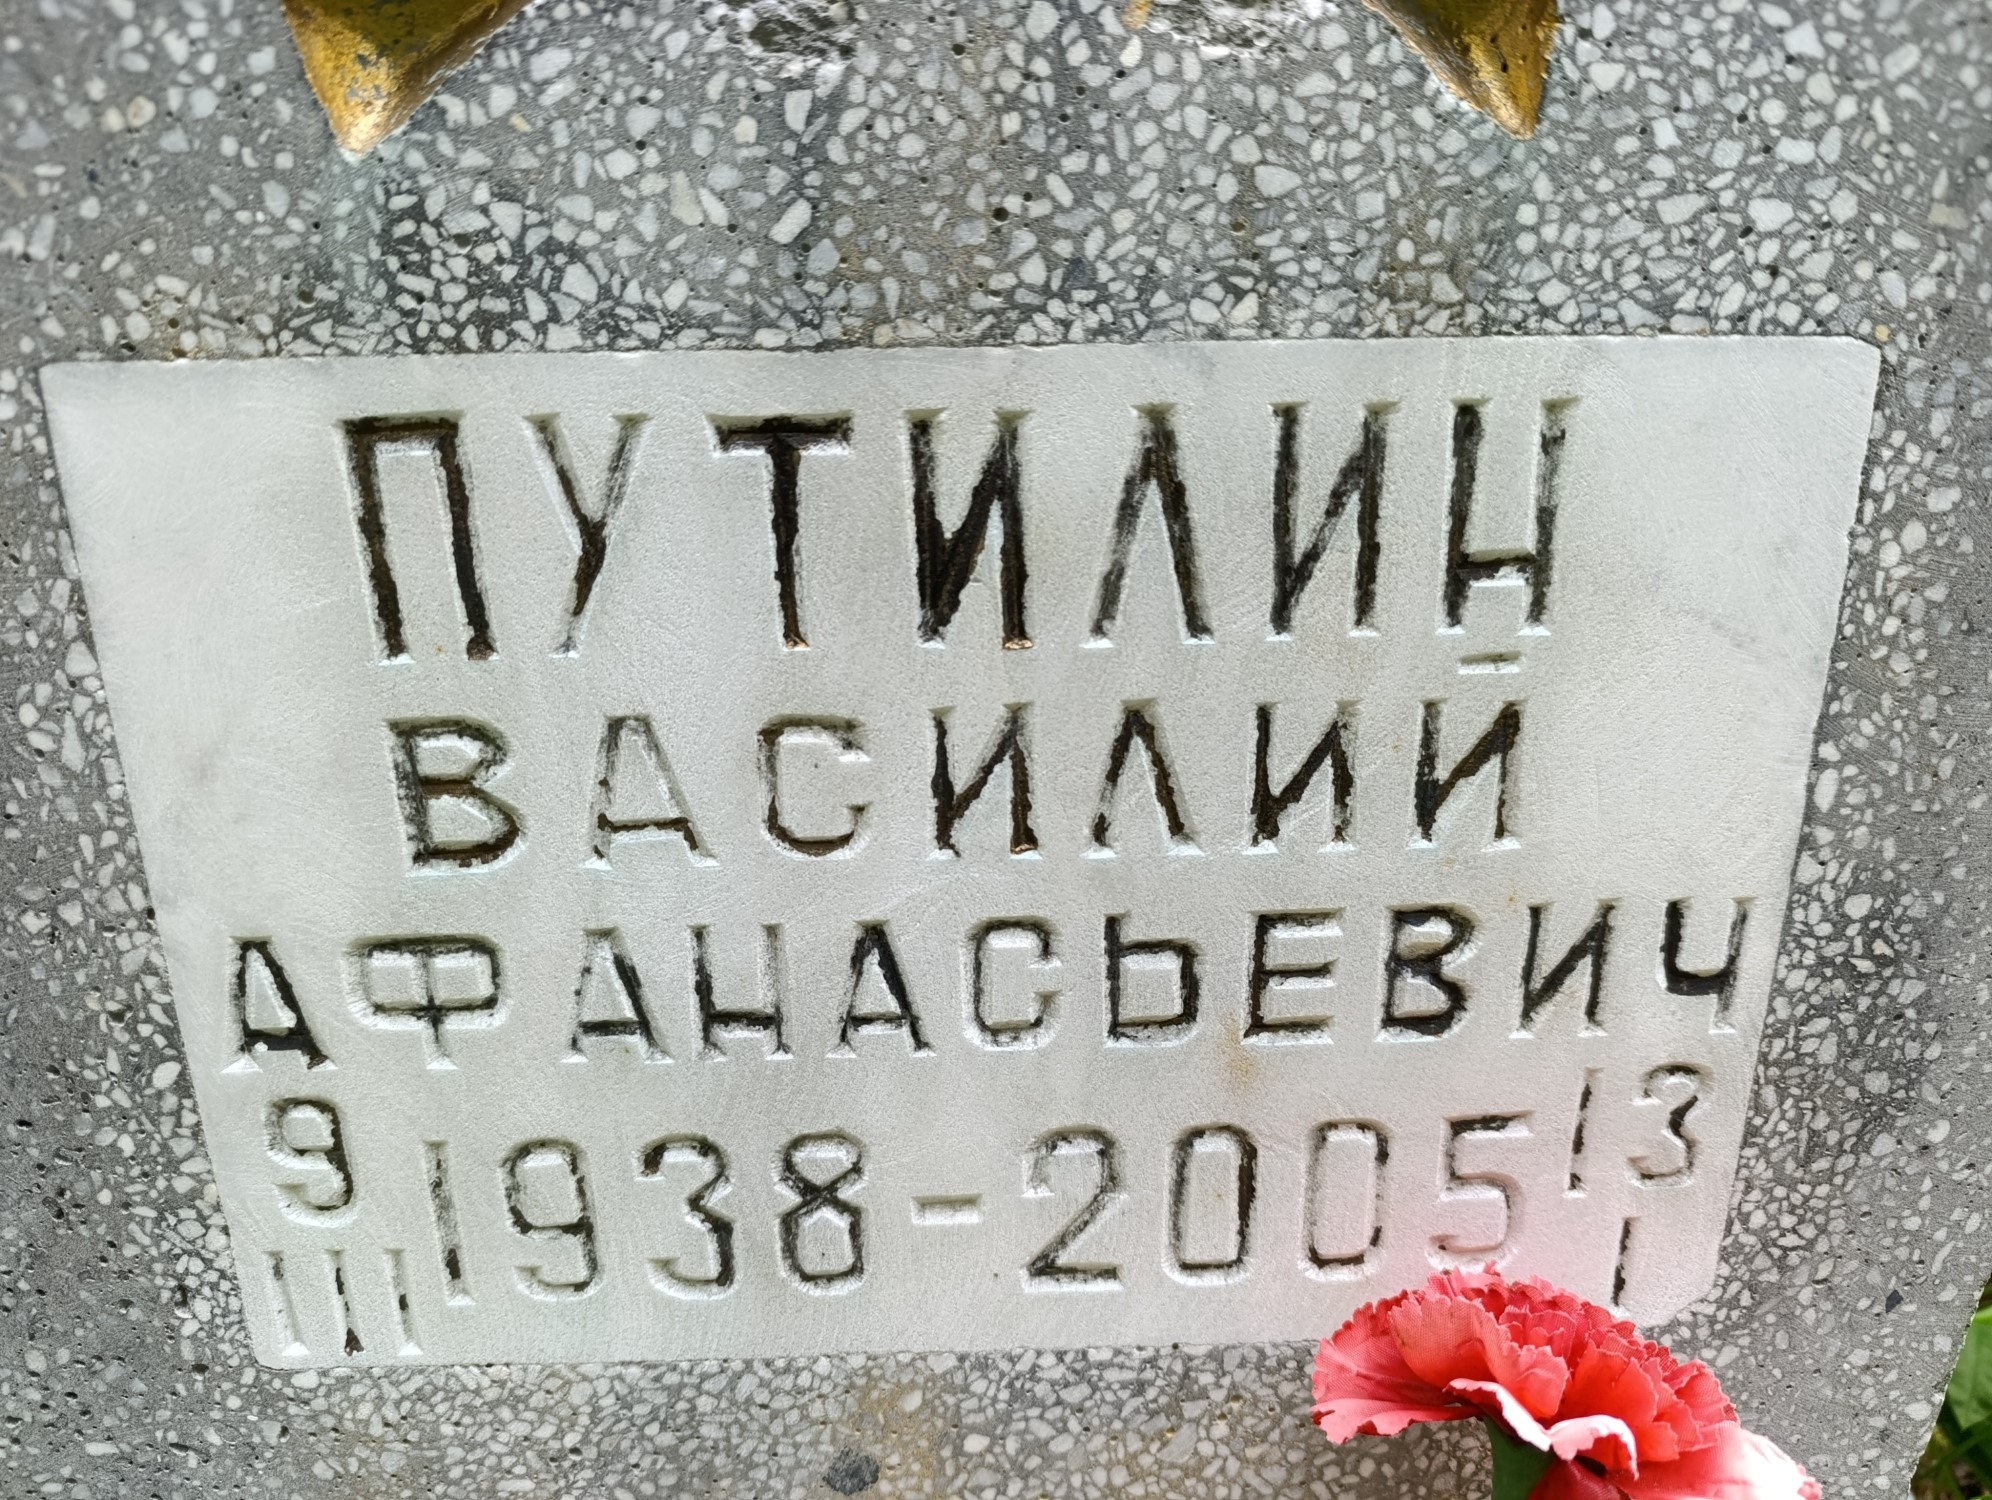 ПУТИЛИН
ВАСИЛИЙ
АФАНАСЬЕВИЧ
9 1938-2005 13
III I